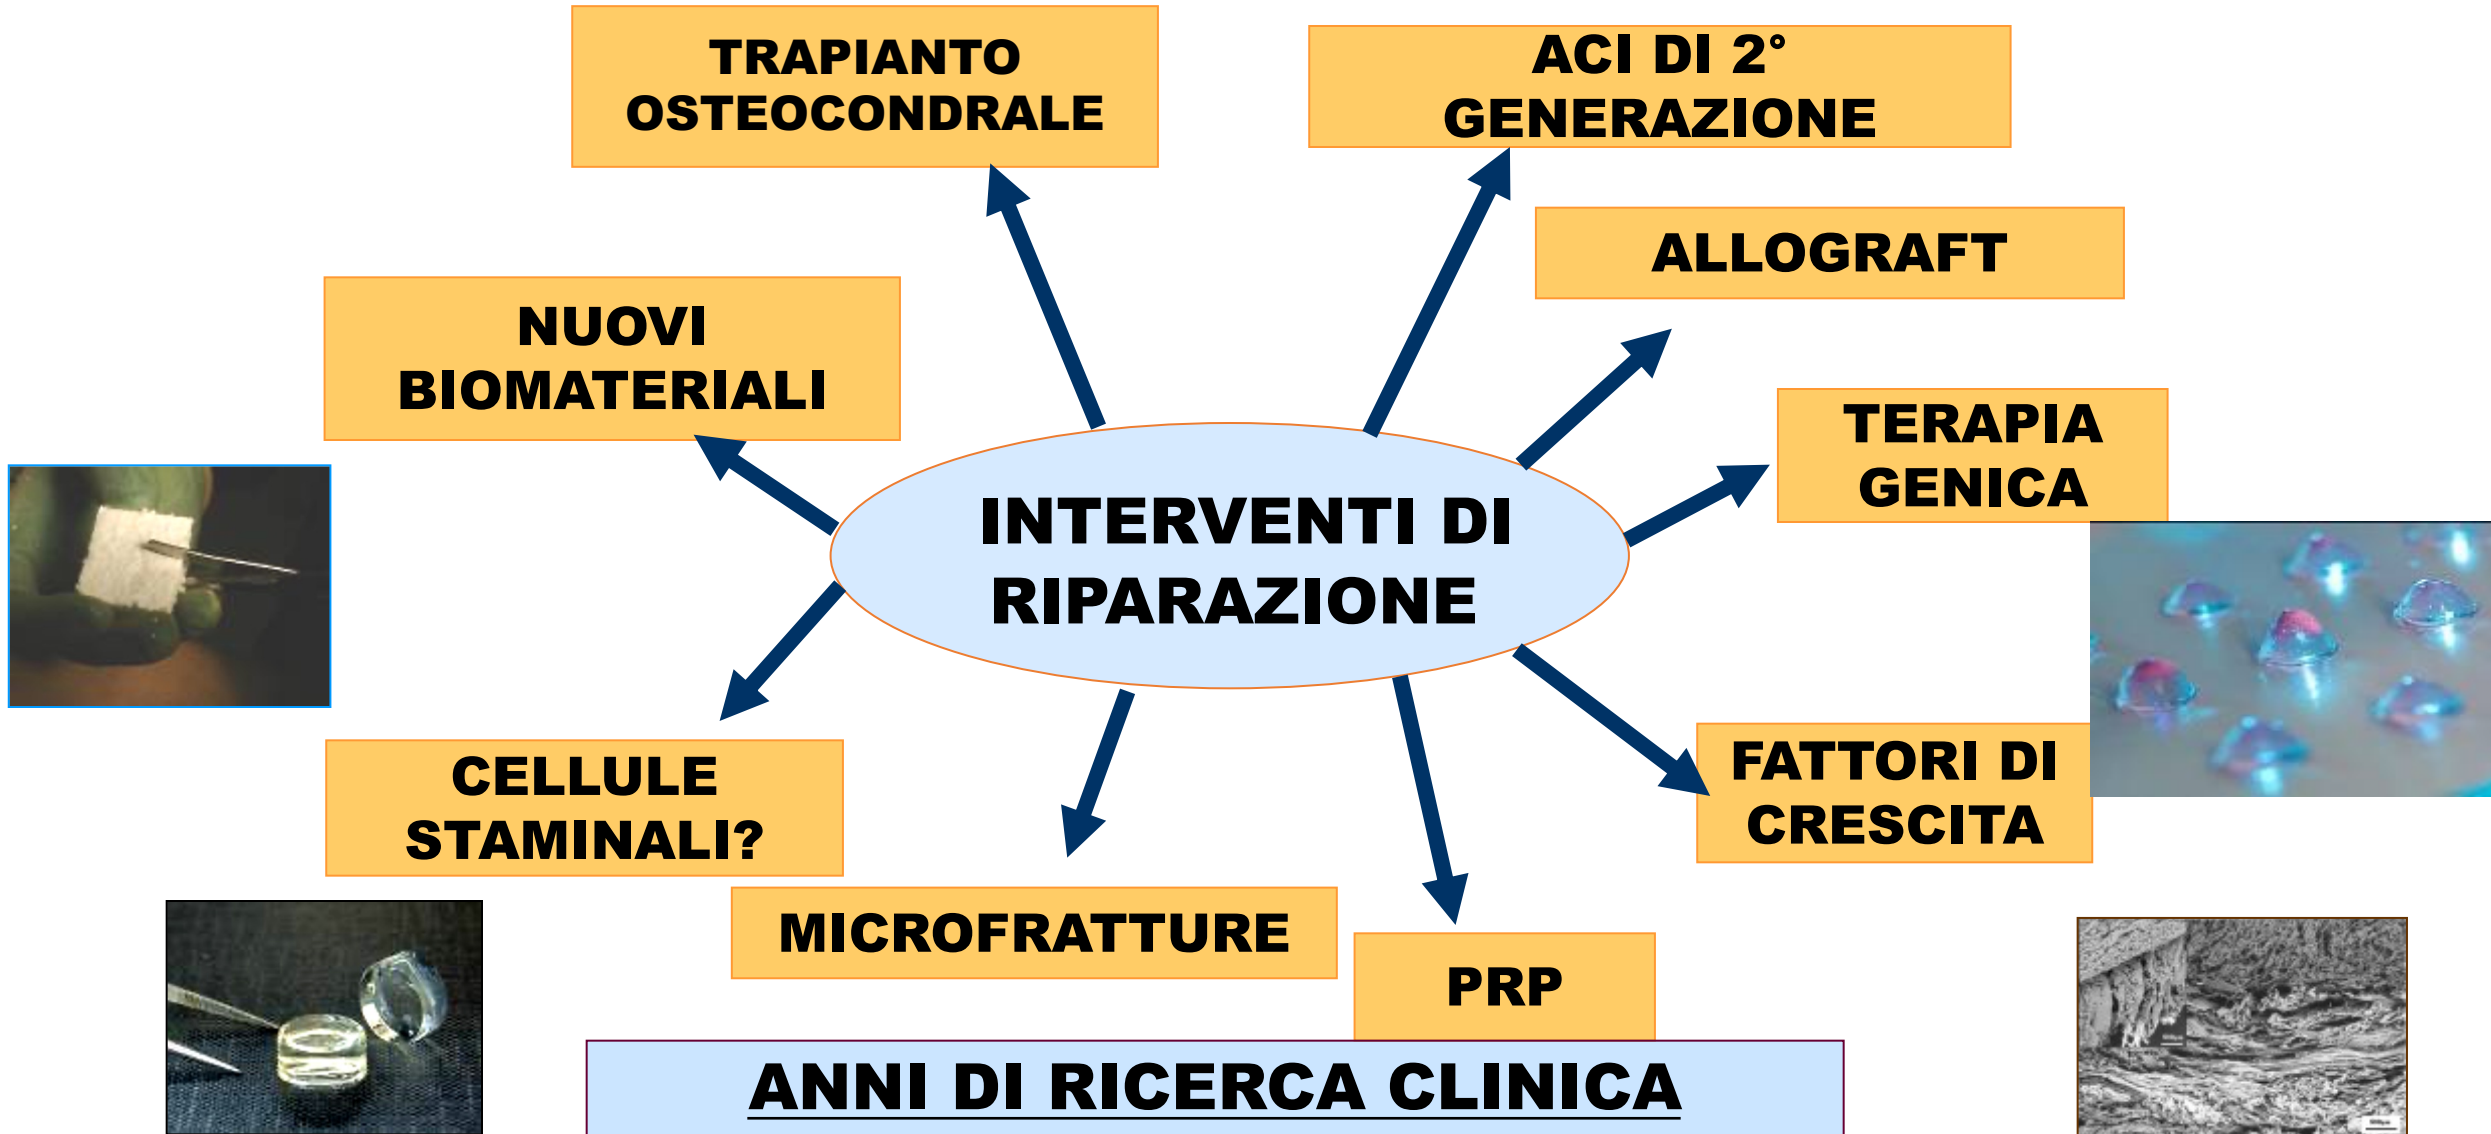 TRAPIANTO
OSTEOCONDRALE
ACI DI 2°
GENERAZIONE
ALLOGRAFT
NUOVI
BIOMATERIALI
TERAPIA
GENICA
INTERVENTI DI
RIPARAZIONE
CELLULE
STAMINALI?
FATTORI DI
CRESCITA
MICROFRATTURE
PRP
ANNI DI RICERCA CLINICA